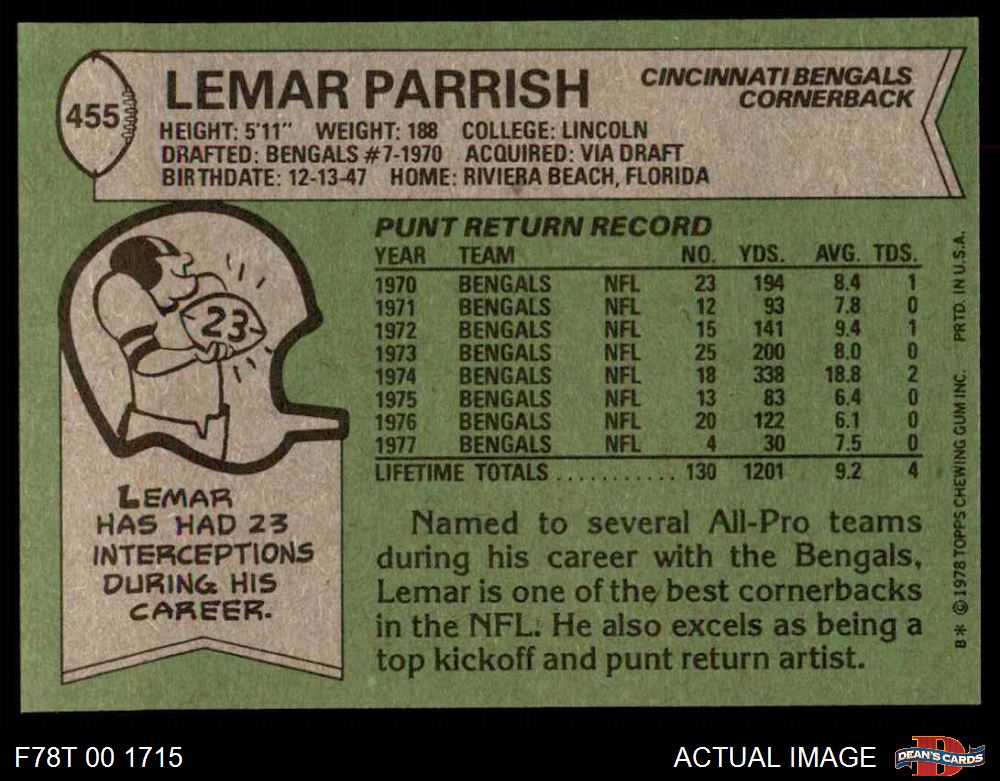 455
LEMAR PARRISH
CINCINNATI BENGALS
CORNERBACK
HEIGHT: 5'11" WEIGHT: 188 COLLEGE: LINCOLN
DRAFTED: BENGALS #7-1970 ACQUIRED: VIA DRAFT
BIRTHDATE: 12-13-47 HOME: RIVIERA BEACH, FLORIDA
23
LEMAR
HAS HAD 23
INTERCEPTIONS
DURING HIS
CAREER.
PUNT RETURN RECORD
YEAR TEAM NO. YDS. AVG. TDS.
1970 BENGALS NFL 23 194 8.4 1
1971 BENGALS NFL 12 93 7.8 0
1972 BENGALS NFL 15 141 9.4 1
1973 BENGALS NFL 25 200 8.0 0
1974 BENGALS NFL 18 338 18.8 2
1975 BENGALS NFL 13 83 6.4 0
1976 BENGALS NFL 20 122 6.1 0
1977 BENGALS NFL 4 30 7.5 0
LIFETIME TOTALS ........... 130 1201 9.2 4
Named to several All-Pro teams
during his career with the Bengals,
Lemar is one of the best cornerbacks
in the NFL. He also excels as being a
top kickoff and punt return artist.
B* © 1978 TOPPS CHEWING GUM INC. PRTD. IN U.S.A.
F78T 00 1715
ACTUAL IMAGE
D
DEAN'S CARDS